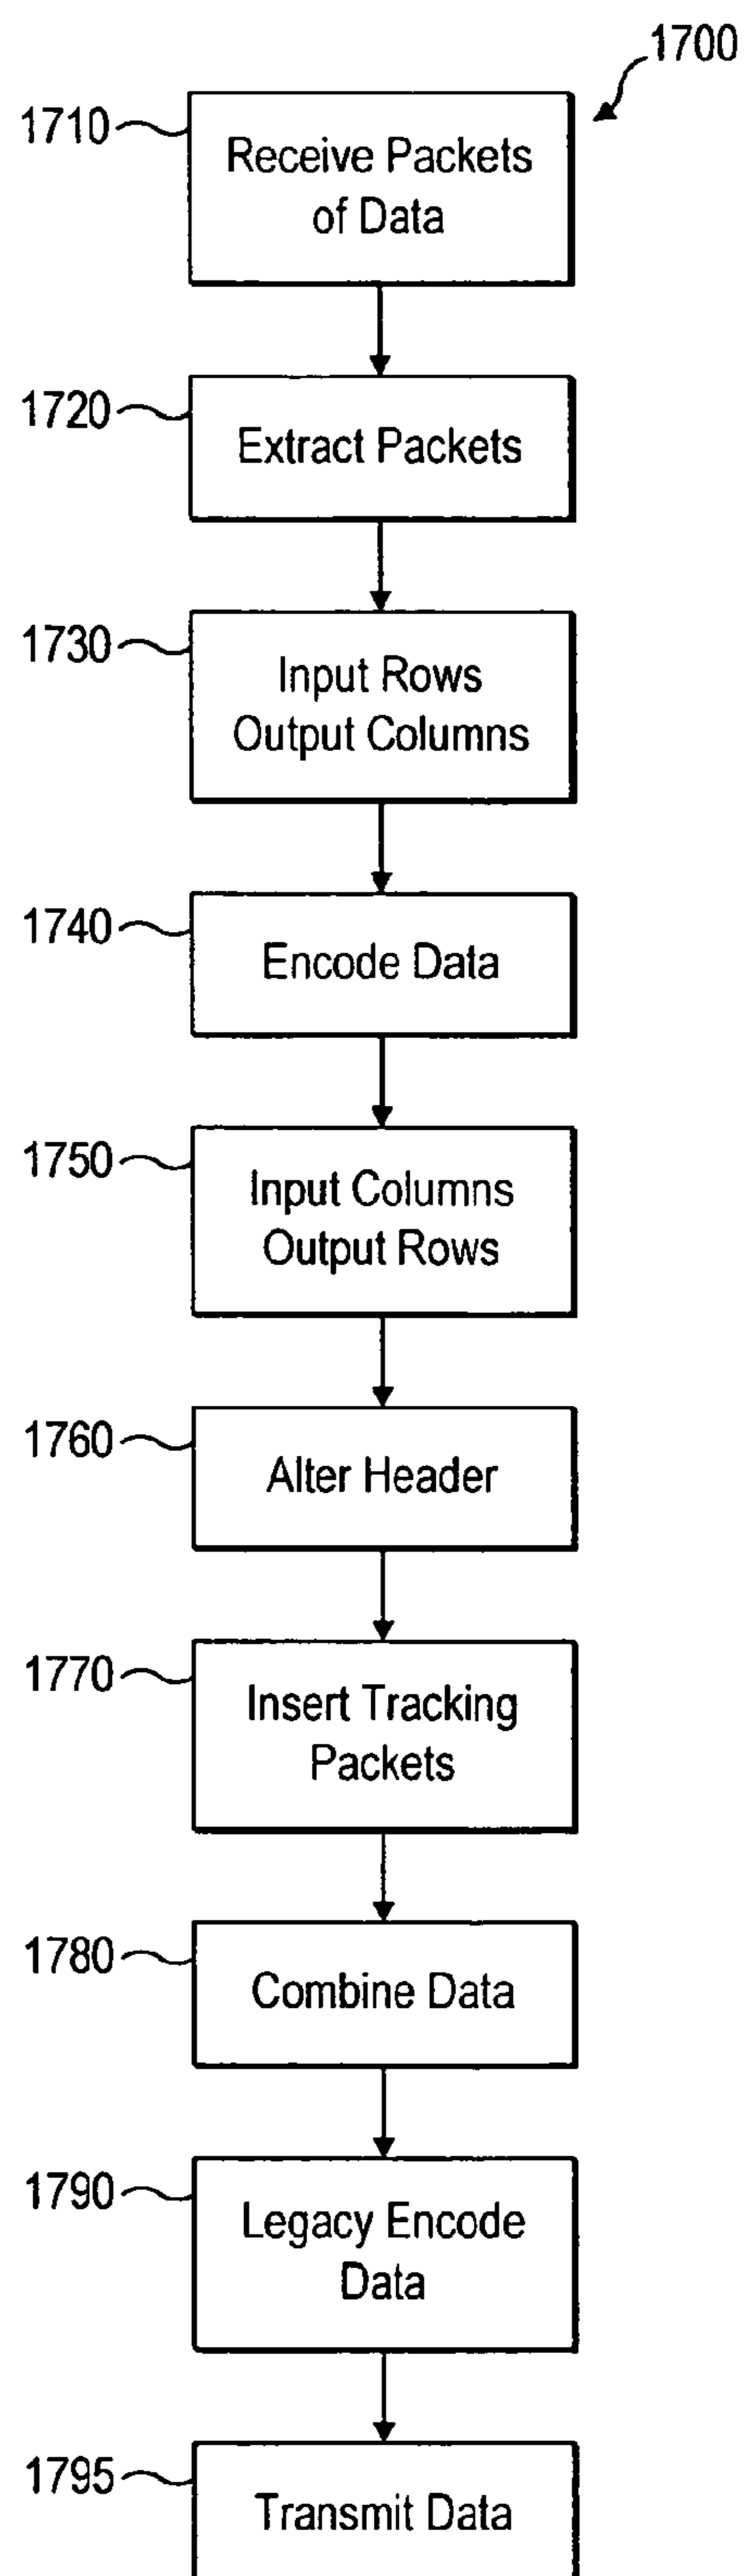 1700
1710
Receive Packets
of Data
1720
Extract Packets
1730
Input Rows
Output Columns
1740
Encode Data
1750
Input Columns
Output Rows
1760
Alter Header
1770
Insert Tracking
Packets
1780
Combine Data
1790
Legacy Encode
Data
1795
Transmit Data